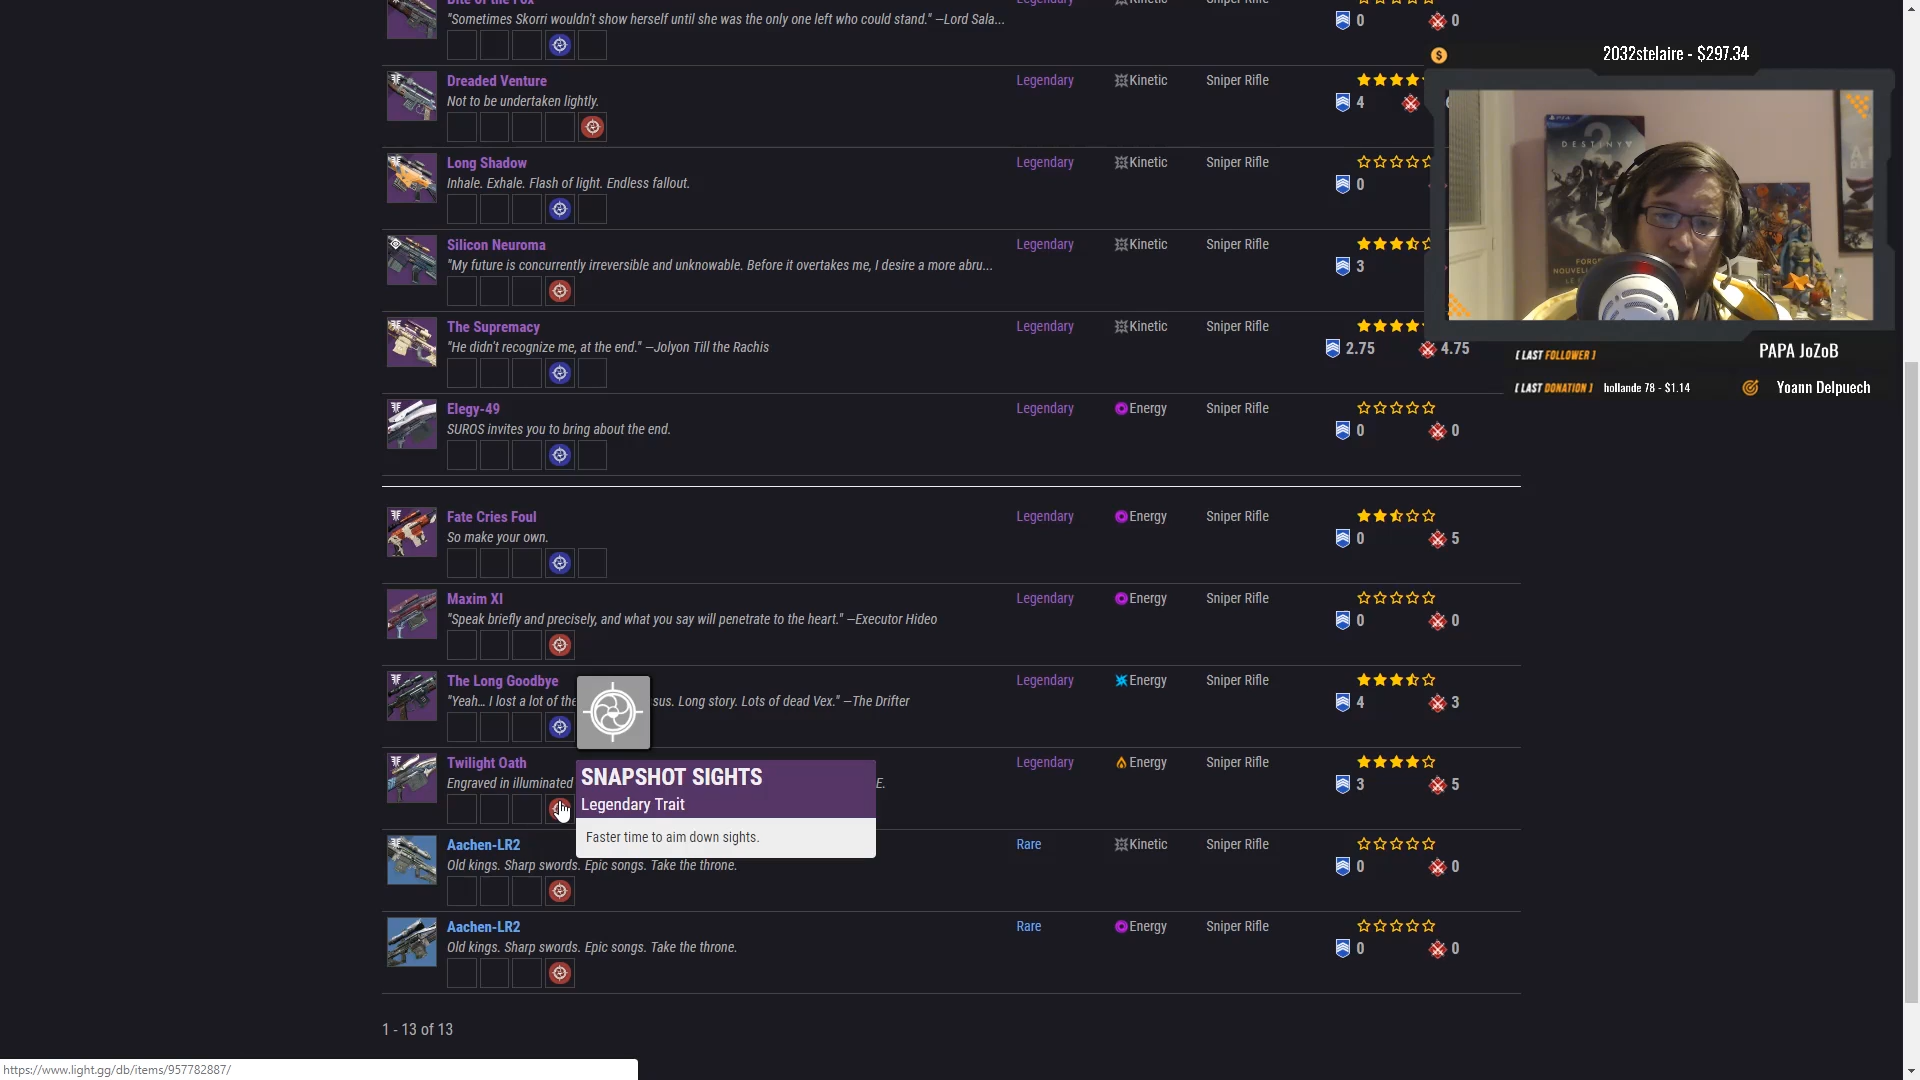 Bite of the Fox
"Sometimes Skorri wouldn't show herself until she was the only one left who could stand." —Lord Sala...
Legendary Kinetic Sniper Rifle
0 0
Dreaded Venture
Not to be undertaken lightly.
Legendary Kinetic Sniper Rifle
4
Long Shadow
Inhale. Exhale. Flash of light. Endless fallout.
Legendary Kinetic Sniper Rifle
0
Silicon Neuroma
"My future is concurrently irreversible and unknowable. Before it overtakes me, I desire a more abru...
Legendary Kinetic Sniper Rifle
3
The Supremacy
"He didn't recognize me, at the end." —Jolyon Till the Rachis
Legendary Kinetic Sniper Rifle
2.75 4.75
Elegy-49
SUROS invites you to bring about the end.
Legendary Energy Sniper Rifle
0 0
Fate Cries Foul
So make your own.
Legendary Energy Sniper Rifle
0 5
Maxim XI
"Speak briefly and precisely, and what you say will penetrate to the heart." —Executor Hideo
Legendary Energy Sniper Rifle
0 0
The Long Goodbye
"Yeah… I lost a lot of the sus. Long story. Lots of dead Vex." —The Drifter
Legendary Energy Sniper Rifle
4 3
Twilight Oath
Engraved in illuminated E.
Legendary Energy Sniper Rifle
3 5
SNAPSHOT SIGHTS
Legendary Trait
Faster time to aim down sights.
Aachen-LR2
Old kings. Sharp swords. Epic songs. Take the throne.
Rare Kinetic Sniper Rifle
0 0
Aachen-LR2
Old kings. Sharp swords. Epic songs. Take the throne.
Rare Energy Sniper Rifle
0 0
1 - 13 of 13
https://www.light.gg/db/items/957782887/
$ 2032stelaire - $297.34
DESTINY
[ LAST FOLLOWER ] PAPA JoZoB
[ LAST DONATION ] hollande 78 - $1.14 Yoann Delpuech